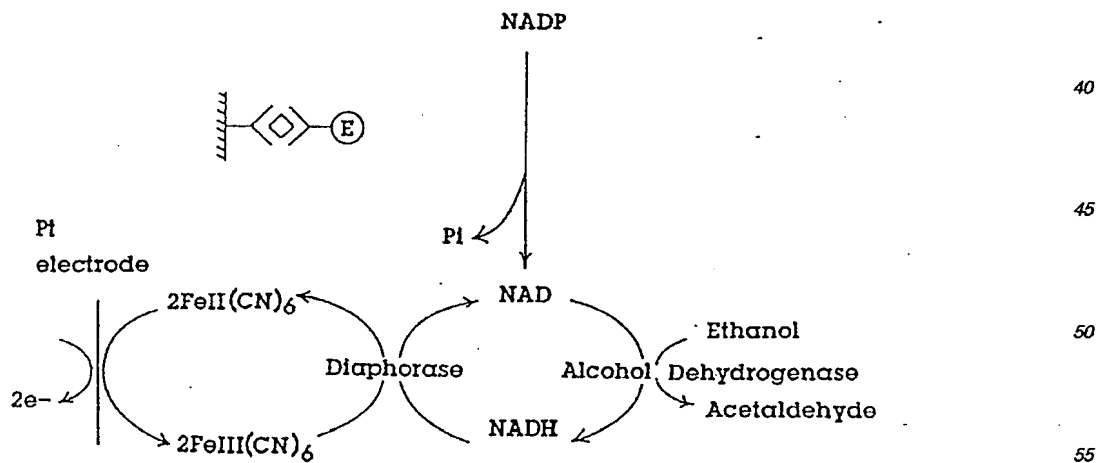 NADP
40
E
45
Pt
electrode
Pi
2FeII(CN)6
NAD
Ethanol
50
Diaphorase
Alcohol Dehydrogenase
2e-
Acetaldehyde
NADH
2FeIII(CN)6
55